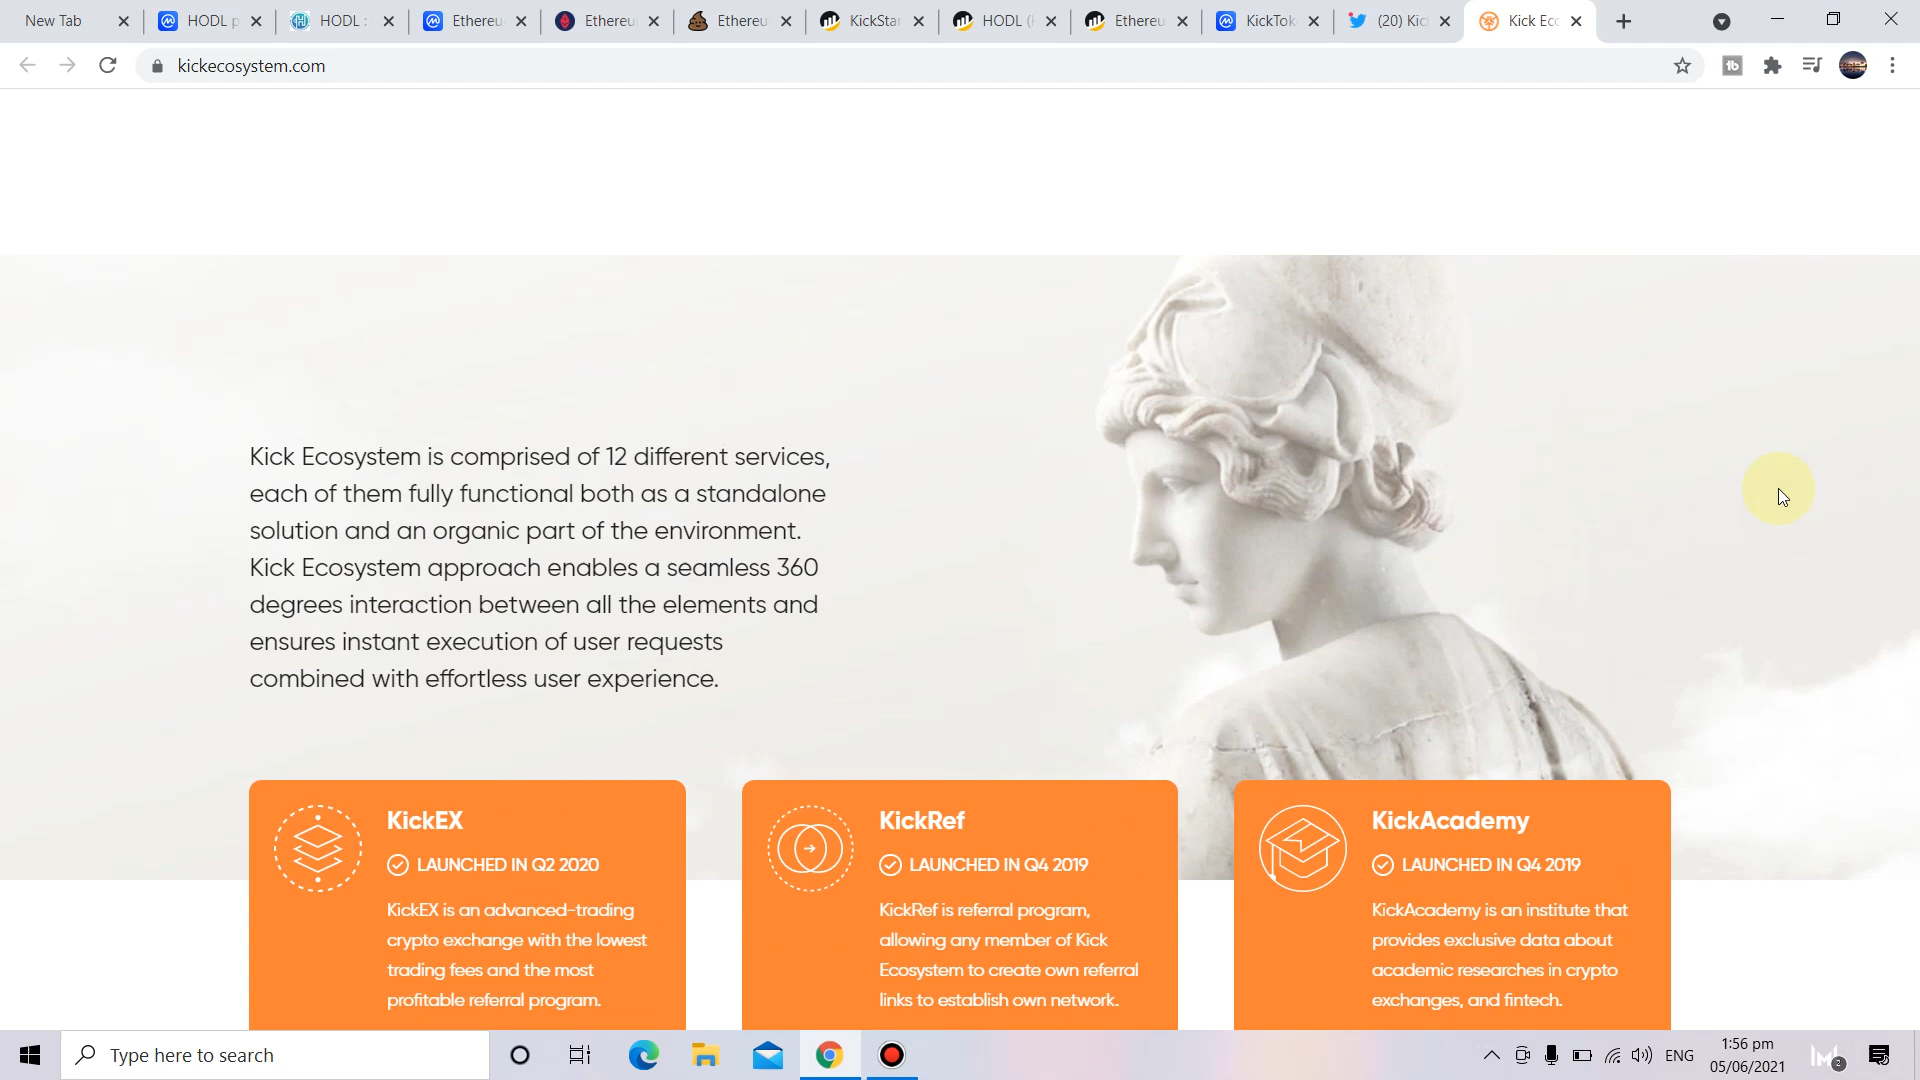 New Tab
HODL p
HODL :
Ethereu
Ethereu
Ethereu
KickStar
HODL (
Ethereu
KickTok
(20) Kic
Kick Eco
kickecosystem.com
Kick Ecosystem is comprised of 12 different services,
each of them fully functional both as a standalone
solution and an organic part of the environment.
Kick Ecosystem approach enables a seamless 360
degrees interaction between all the elements and
ensures instant execution of user requests
combined with effortless user experience.
KickEX
LAUNCHED IN Q2 2020
KickEX is an advanced-trading
crypto exchange with the lowest
trading fees and the most
profitable referral program.
KickRef
LAUNCHED IN Q4 2019
KickRef is referral program,
allowing any member of Kick
Ecosystem to create own referral
links to establish own network.
KickAcademy
LAUNCHED IN Q4 2019
KickAcademy is an institute that
provides exclusive data about
academic researches in crypto
exchanges, and fintech.
Type here to search
ENG
1:56 pm
05/06/2021
2